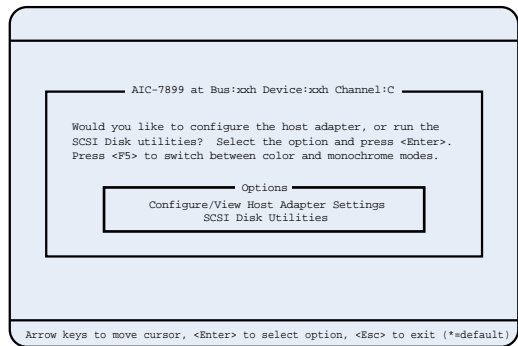 AIC-7899 at Bus:xxh Device:xxh Channel:C
Would you like to configure the host adapter, or run the
SCSI Disk utilities? Select the option and press <Enter>.
Press <F5> to switch between color and monochrome modes.
Options
Configure/View Host Adapter Settings
SCSI Disk Utilities
Arrow keys to move cursor, <Enter> to select option, <Esc> to exit (*=default)